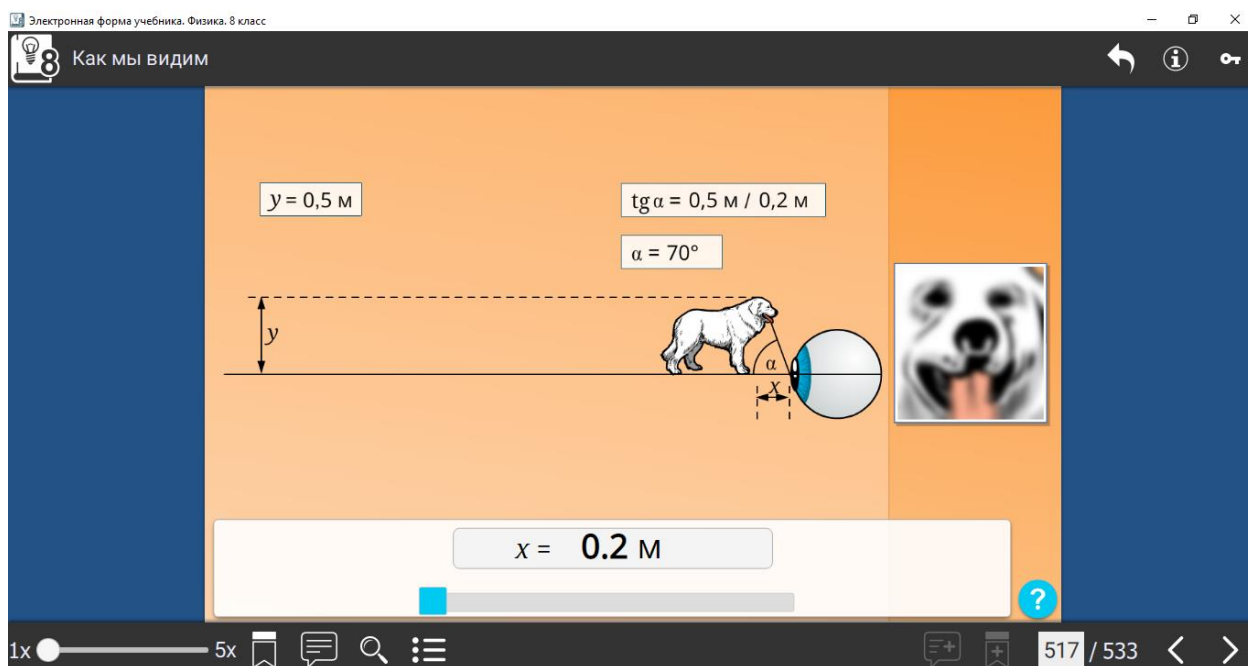 Электронная форма учебника. Физика. 8 класс
8 Как мы видим
y = 0,5 м
tg α = 0,5 м / 0,2 м
α = 70°
y
α
x
x = 0.2 м
?
1x 5x 517 / 533